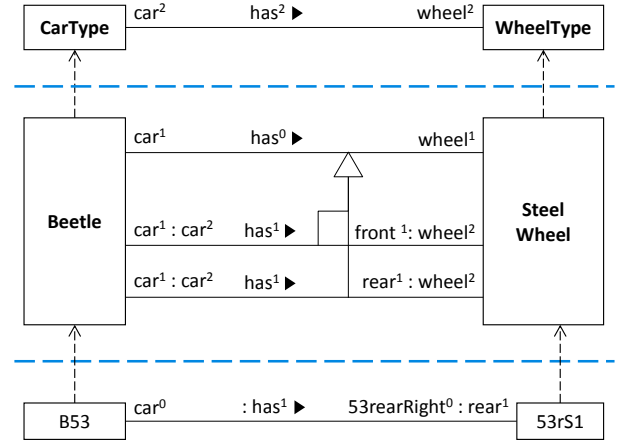 CarType car² has² ▶ wheel² WheelType
car¹ has⁰ ▶ wheel¹
Beetle
Steel
Wheel
car¹ : car² has¹ ▶ front ¹: wheel²
car¹ : car² has¹ ▶ rear¹ : wheel²
B53 car⁰ : has¹ ▶ 53rearRight⁰ : rear¹ 53rS1